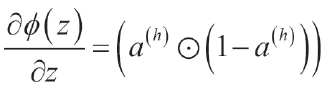 ∂ϕ(z)/∂z = (a^(h) ⊙ (1−a^(h)))